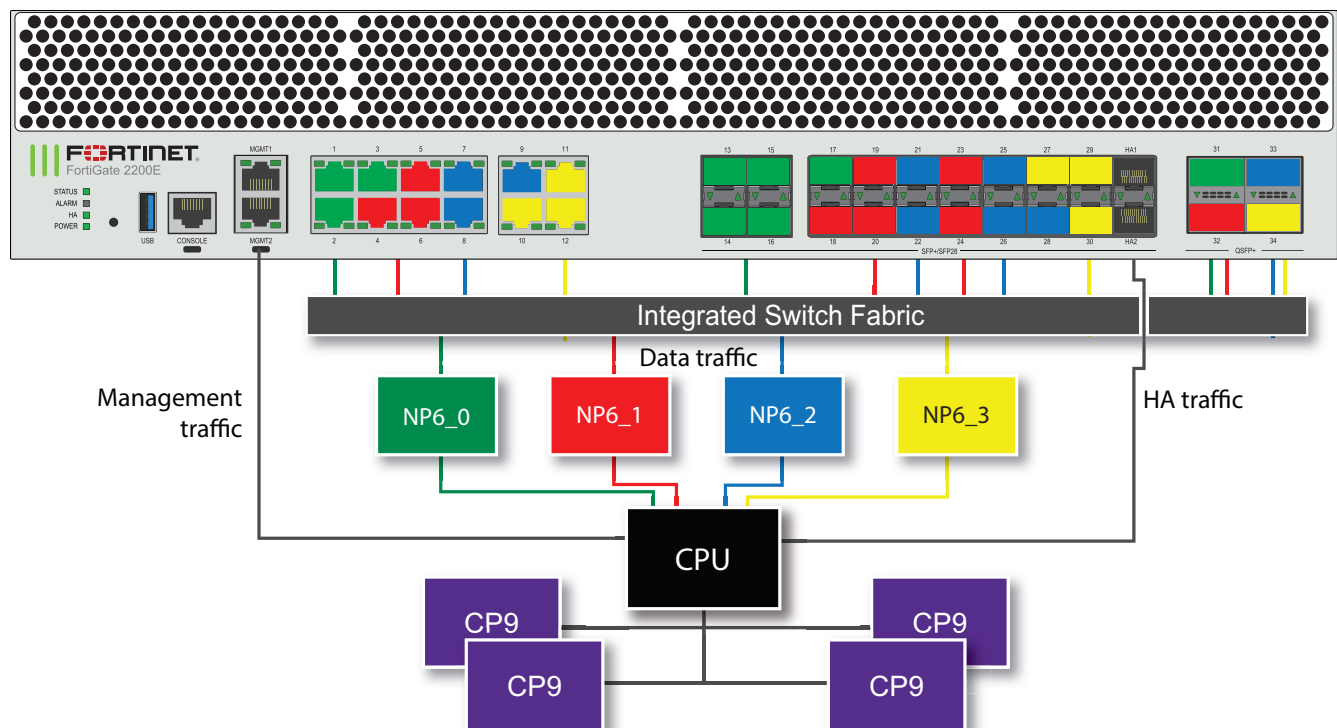 FORTINET
FortiGate 2200E
STATUS
ALARM
HA
POWER
USB
CONSOLE
MGMT1
MGMT2
1 3 5 7
2 4 6 8
9 11
10 12
13 15
14 16
17 19 21 23 25 27 29 HA1
18 20 22 24 26 28 30 HA2
SFP+/SFP28
31 33
32 34
QSFP+
Integrated Switch Fabric
Data traffic
Management
traffic
HA traffic
NP6_0
NP6_1
NP6_2
NP6_3
CPU
CP9
CP9
CP9
CP9